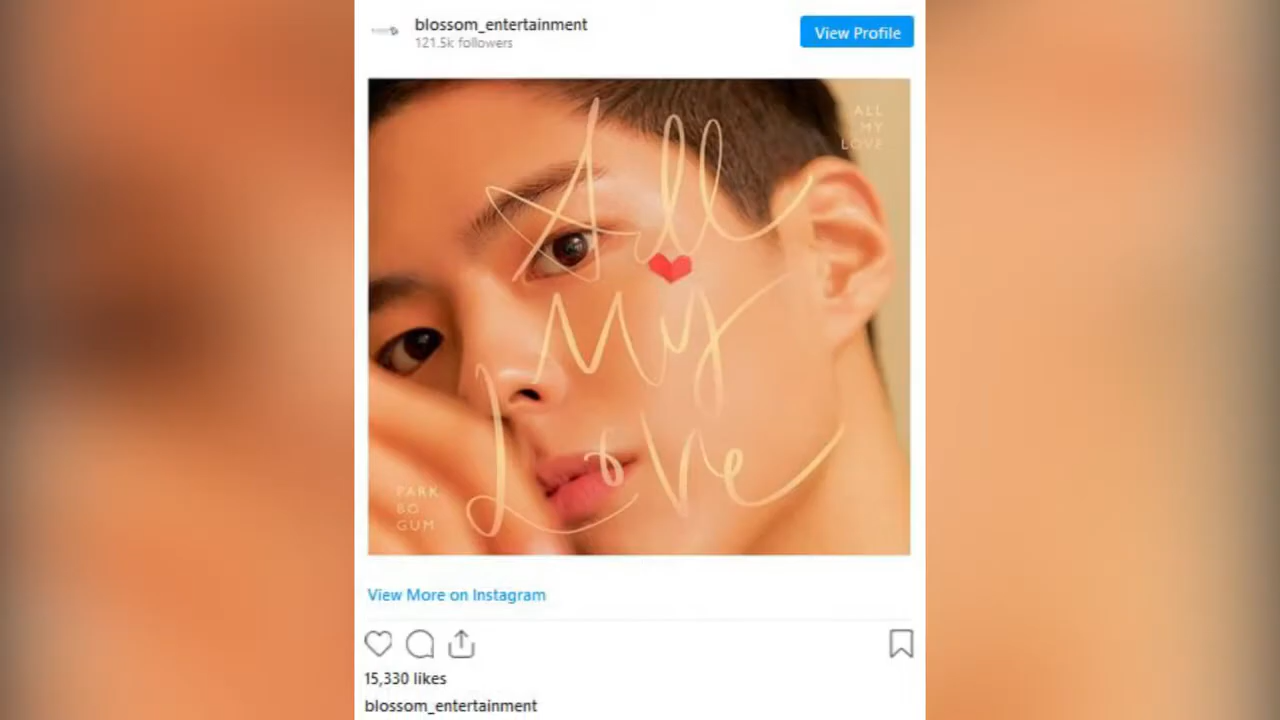 blossom_entertainment
121.5k followers
View Profile
ALL
MY
LOVE
All
My
Love
PARK
BO
GUM
View More on Instagram
15,330 likes
blossom_entertainment